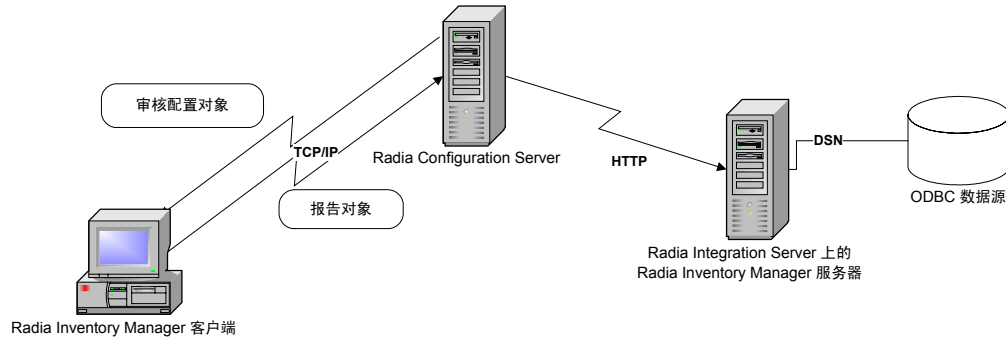 审核配置对象
TCP/IP
Radia Configuration Server
HTTP
DSN
报告对象
ODBC 数据源
Radia Integration Server 上的
Radia Inventory Manager 服务器
Radia Inventory Manager 客户端